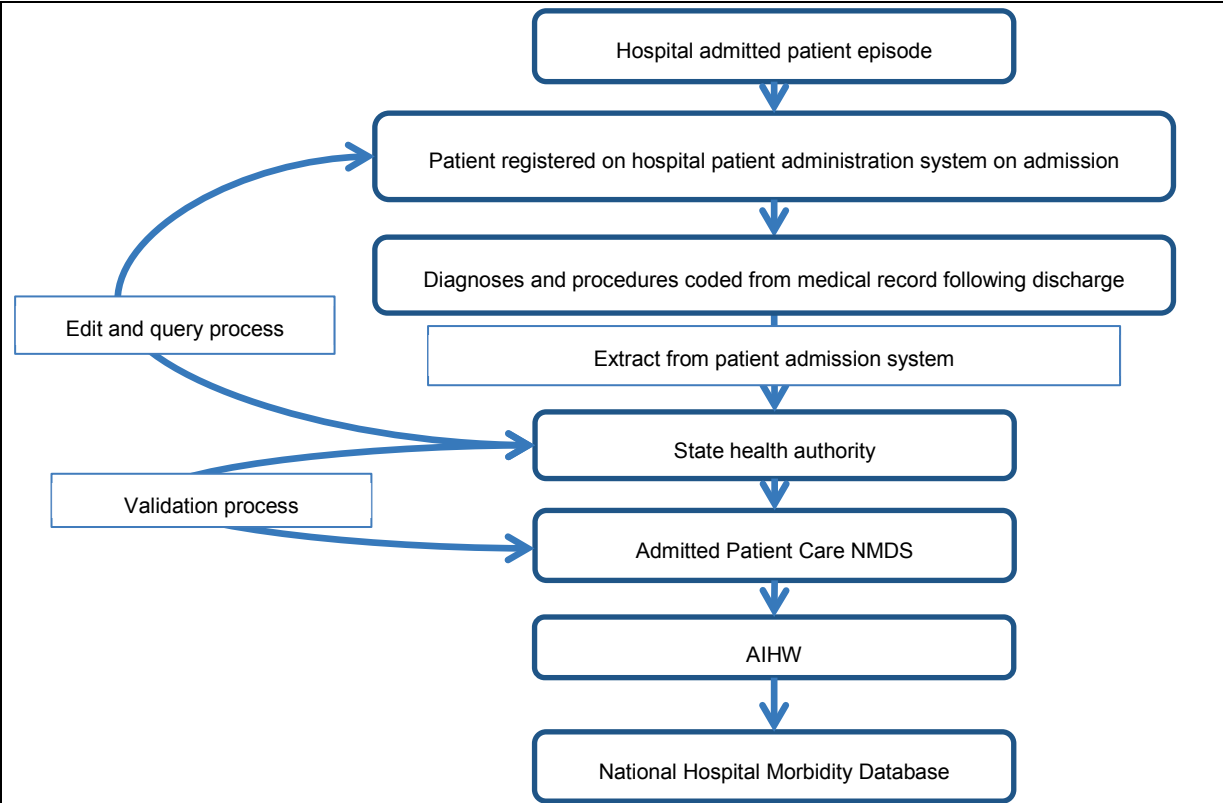 Hospital admitted patient episode
Patient registered on hospital patient administration system on admission
Diagnoses and procedures coded from medical record following discharge
Edit and query process
Extract from patient admission system
State health authority
Validation process
Admitted Patient Care NMDS
AIHW
National Hospital Morbidity Database